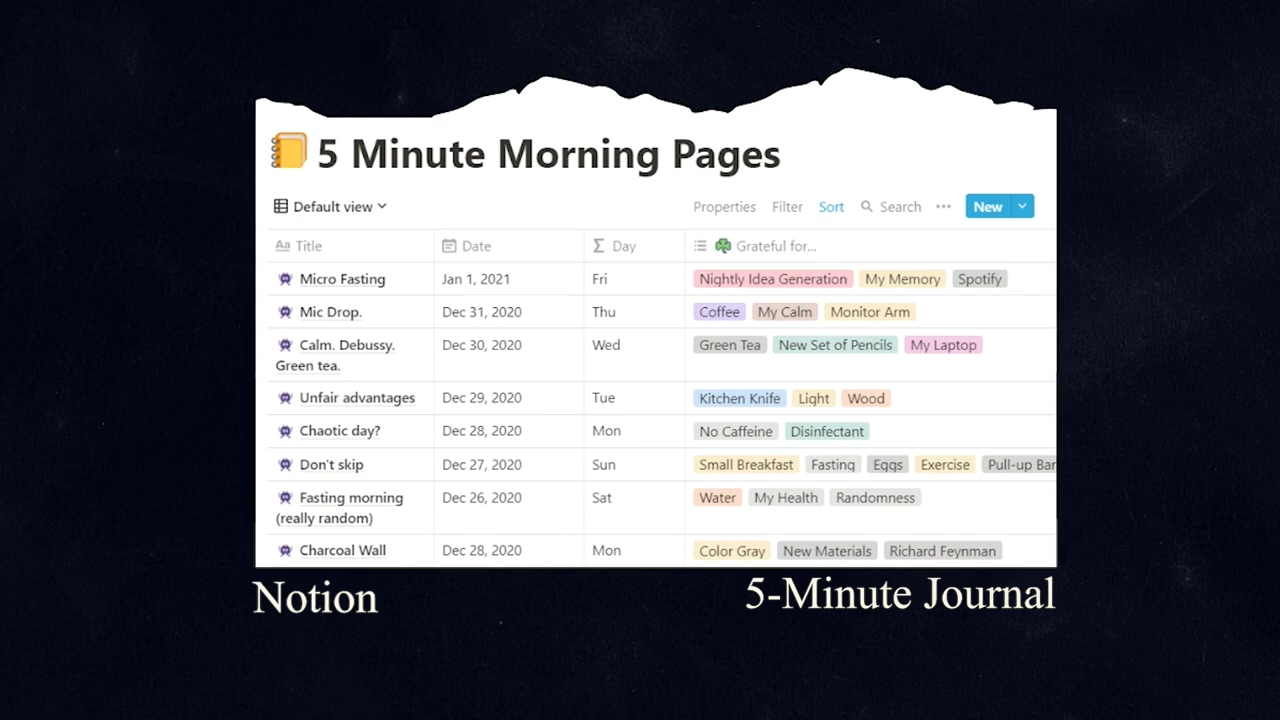 5 Minute Morning Pages
Default view Properties Filter Sort Search ••• New
Aa Title Date Σ Day Grateful for...
Micro Fasting Jan 1, 2021 Fri Nightly Idea Generation My Memory Spotify
Mic Drop. Dec 31, 2020 Thu Coffee My Calm Monitor Arm
Calm. Debussy. Dec 30, 2020 Wed Green Tea New Set of Pencils My Laptop
Green tea.
Unfair advantages Dec 29, 2020 Tue Kitchen Knife Light Wood
Chaotic day? Dec 28, 2020 Mon No Caffeine Disinfectant
Don't skip Dec 27, 2020 Sun Small Breakfast Fasting Eggs Exercise Pull-up Bar
Fasting morning Dec 26, 2020 Sat Water My Health Randomness
(really random)
Charcoal Wall Dec 28, 2020 Mon Color Gray New Materials Richard Feynman
Notion 5-Minute Journal